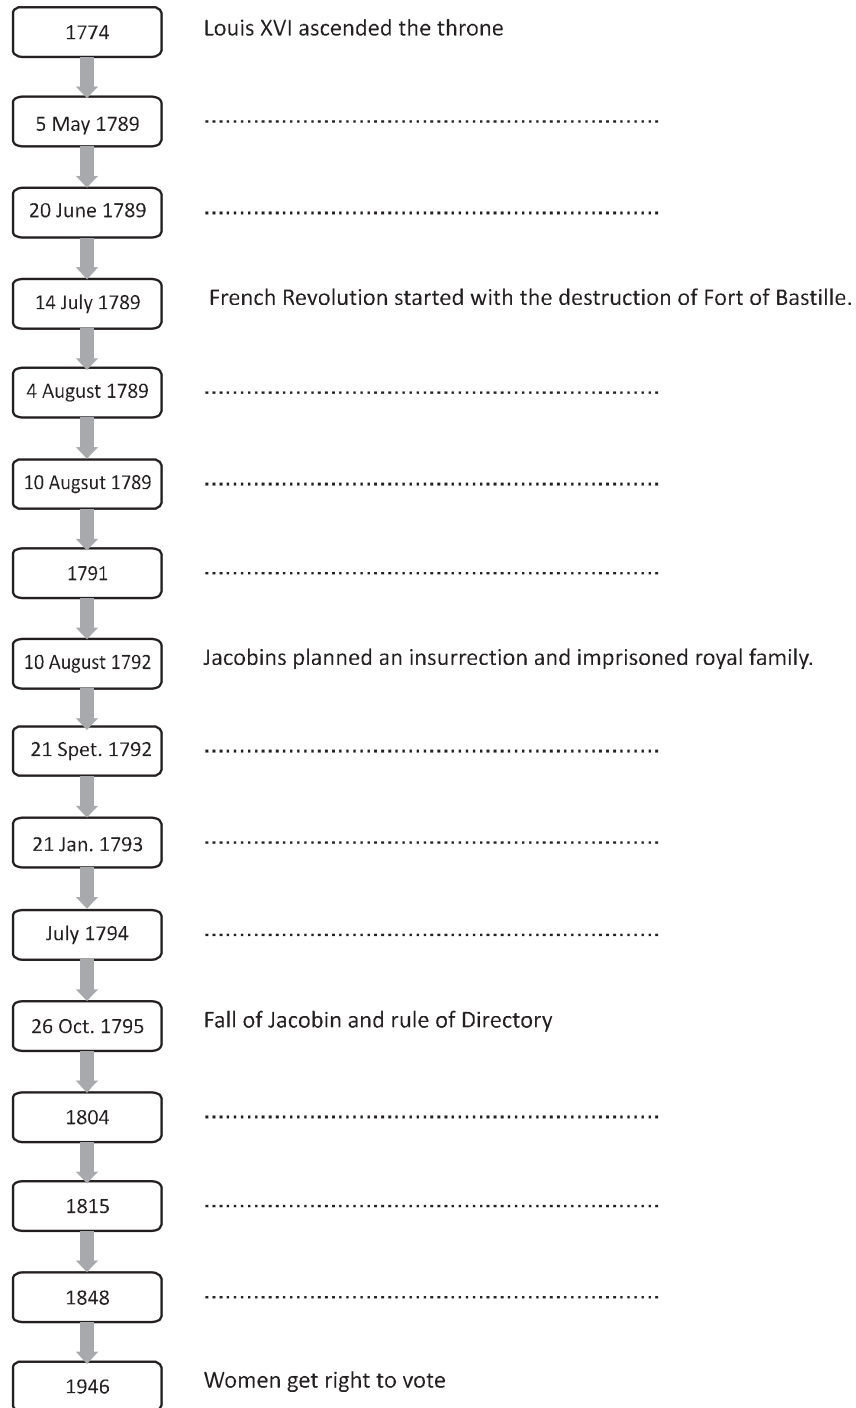 1774 Louis XVI ascended the throne
5 May 1789 ................................................................
20 June 1789 ................................................................
14 July 1789 French Revolution started with the destruction of Fort of Bastille.
4 August 1789 ................................................................
10 Augsut 1789 ................................................................
1791 ................................................................
10 August 1792 Jacobins planned an insurrection and imprisoned royal family.
21 Spet. 1792 ................................................................
21 Jan. 1793 ................................................................
July 1794 ................................................................
26 Oct. 1795 Fall of Jacobin and rule of Directory
1804 ................................................................
1815 ................................................................
1848 ................................................................
1946 Women get right to vote